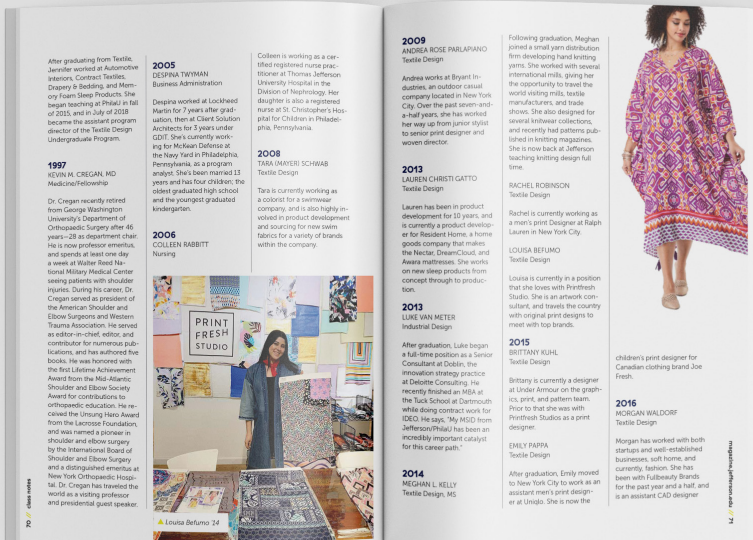 After graduating from Textile,
Jennifer worked at Automotive
Interiors, Contract Textiles,
Drapery & Bedding, and Mem-
ory Foam Sleep Products. She
began teaching at PhilaU in fall
of 2015, and in July of 2018
became the assistant program
director of the Textile Design
Undergraduate Program.
1997
KEVIN M. CREGAN, MD
Medicine/Fellowship
Dr. Cregan recently retired
from George Washington
University's Department of
Orthopaedic Surgery after 46
years—28 as department chair.
He is now professor emeritus,
and spends at least one day
a week at Walter Reed Na-
tional Military Medical Center
seeing patients with shoulder
injuries. During his career, Dr.
Cregan served as president of
the American Shoulder and
Elbow Surgeons and Western
Trauma Association. He served
as editor-in-chief, editor, and
contributor for numerous pub-
lications, and has authored five
books. He was honored with
the first Lifetime Achievement
Award from the Mid-Atlantic
Shoulder and Elbow Society
Award for contributions to
orthopaedic education. He re-
ceived the Unsung Hero Award
from the Lacrosse Foundation,
and was named a pioneer in
shoulder and elbow surgery
by the International Board of
Shoulder and Elbow Surgery
and a distinguished emeritus at
New York Orthopaedic Hospi-
tal. Dr. Cregan has traveled the
world as a visiting professor
and presidential guest speaker.
70 // class notes
2005
DESPINA TWYMAN
Business Administration
Despina worked at Lockheed
Martin for 7 years after grad-
uation, then at Client Solution
Architects for 3 years under
GDIT. She's currently work-
ing for McKean Defense at
the Navy Yard in Philadelphia,
Pennsylvania, as a program
analyst. She's been married 13
years and has four children; the
oldest graduated high school
and the youngest graduated
kindergarten.
2006
COLLEEN RABBITT
Nursing
Colleen is working as a cer-
tified registered nurse prac-
titioner at Thomas Jefferson
University Hospital in the
Division of Nephrology. Her
daughter is also a registered
nurse at St. Christopher's Hos-
pital for Children in Philadel-
phia, Pennsylvania.
2008
TARA (MAYER) SCHWAB
Textile Design
Tara is currently working as
a colorist for a swimwear
company, and is also highly in-
volved in product development
and sourcing for new swim
fabrics for a variety of brands
within the company.
PRINT
FRESH
STUDIO
Louisa Befumo '14
2009
ANDREA ROSE PARLAPIANO
Textile Design
Andrea works at Bryant In-
dustries, an outdoor casual
company located in New York
City. Over the past seven-and-
a-half years, she has worked
her way up from junior stylist
to senior print designer and
woven director.
2013
LAUREN CHRISTI GATTO
Textile Design
Lauren has been in product
development for 10 years, and
is currently a product develop-
er for Resident Home, a home
goods company that makes
the Nectar, DreamCloud, and
Awara mattresses. She works
on new sleep products from
concept through to produc-
tion.
2013
LUKE VAN METER
Industrial Design
After graduation, Luke began
a full-time position as a Senior
Consultant at Doblin, the
innovation strategy practice
at Deloitte Consulting. He
recently finished an MBA at
the Tuck School at Dartmouth
while doing contract work for
IDEO. He says, "My MSID from
Jefferson/PhilaU has been an
incredibly important catalyst
for this career path."
2014
MEGHAN L. KELLY
Textile Design, MS
Following graduation, Meghan
joined a small yarn distribution
firm developing hand knitting
yarns. She worked with several
international mills, giving her
the opportunity to travel the
world visiting mills, textile
manufacturers, and trade
shows. She also designed for
several knitwear collections,
and recently had patterns pub-
lished in knitting magazines.
She is now back at Jefferson
teaching knitting design full
time.
RACHEL ROBINSON
Textile Design
Rachel is currently working as
a men's print Designer at Ralph
Lauren in New York City.
LOUISA BEFUMO
Textile Design
Louisa is currently in a position
that she loves with Printfresh
Studio. She is an artwork con-
sultant, and travels the country
with original print designs to
meet with top brands.
2015
BRITTANY KUHL
Textile Design
Brittany is currently a designer
at Under Armour on the graph-
ics, print, and pattern team.
Prior to that she was with
Printfresh Studios as a print
designer.
EMILY PAPPA
Textile Design
After graduation, Emily moved
to New York City to work as an
assistant men's print design-
er at Uniqlo. She is now the
children's print designer for
Canadian clothing brand Joe
Fresh.
2016
MORGAN WALDORF
Textile Design
Morgan has worked with both
startups and well-established
businesses, soft home, and
currently, fashion. She has
been with Fullbeauty Brands
for the past year and a half, and
is an assistant CAD designer
magazine.jefferson.edu // 71